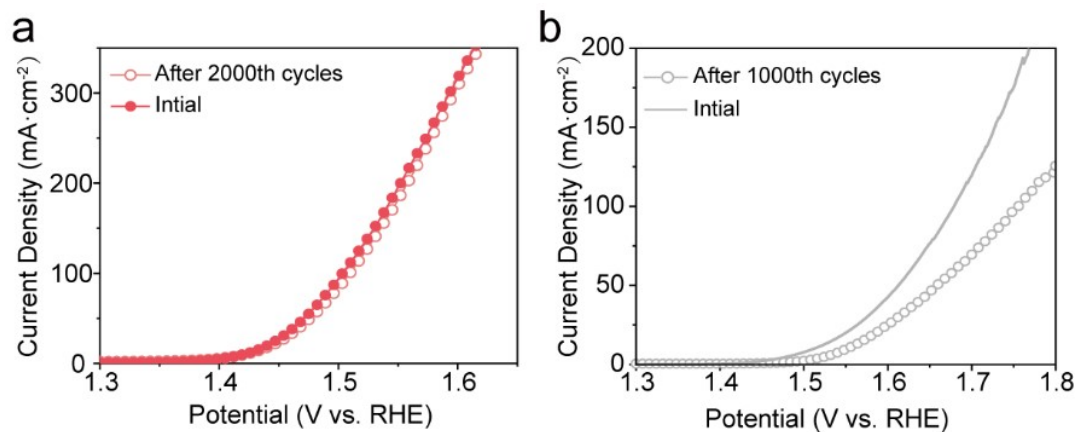 a
After 2000th cycles
Intial
Current Density (mA·cm⁻²)
300
200
100
0
1.3 1.4 1.5 1.6
Potential (V vs. RHE)
b
After 1000th cycles
Intial
Current Density (mA·cm⁻²)
200
150
100
50
0
1.3 1.4 1.5 1.6 1.7 1.8
Potential (V vs. RHE)